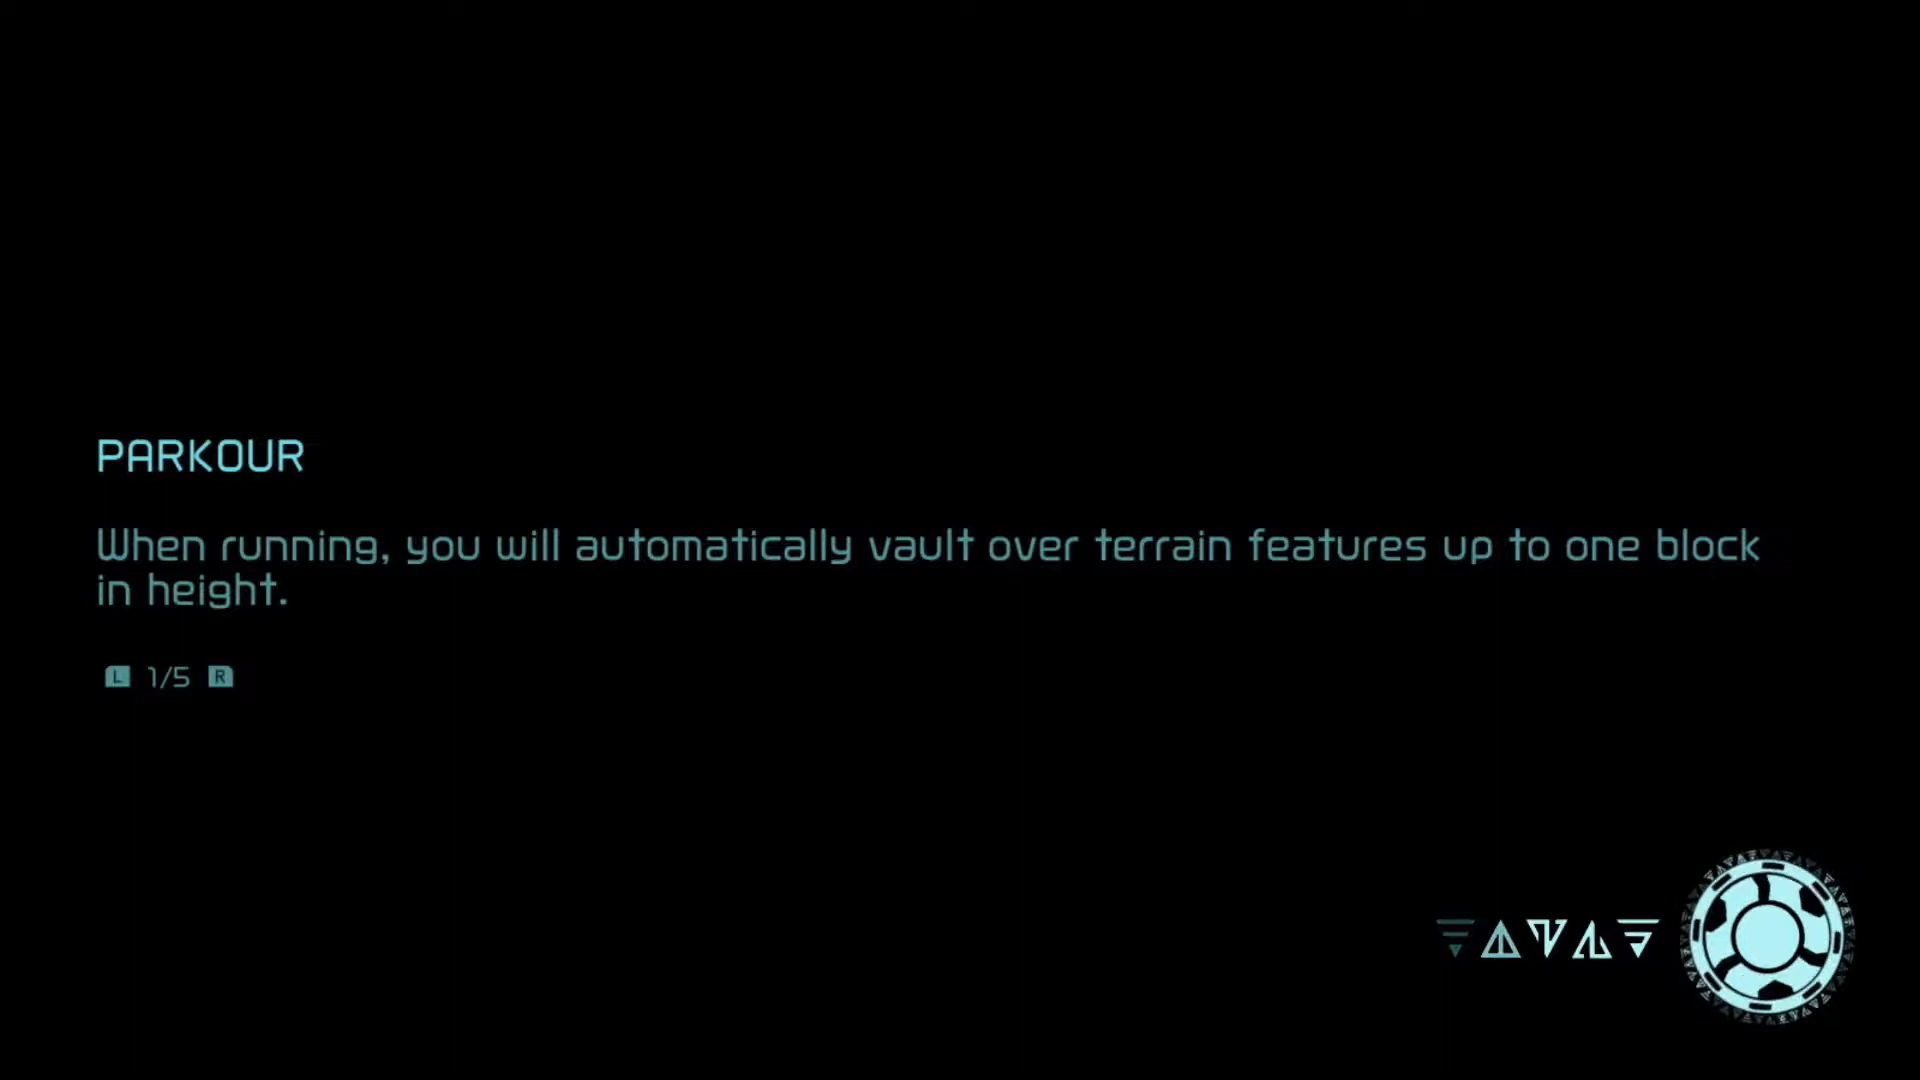 PARKOUR
When running, you will automatically vault over terrain features up to one block
in height.
L 1/5 R